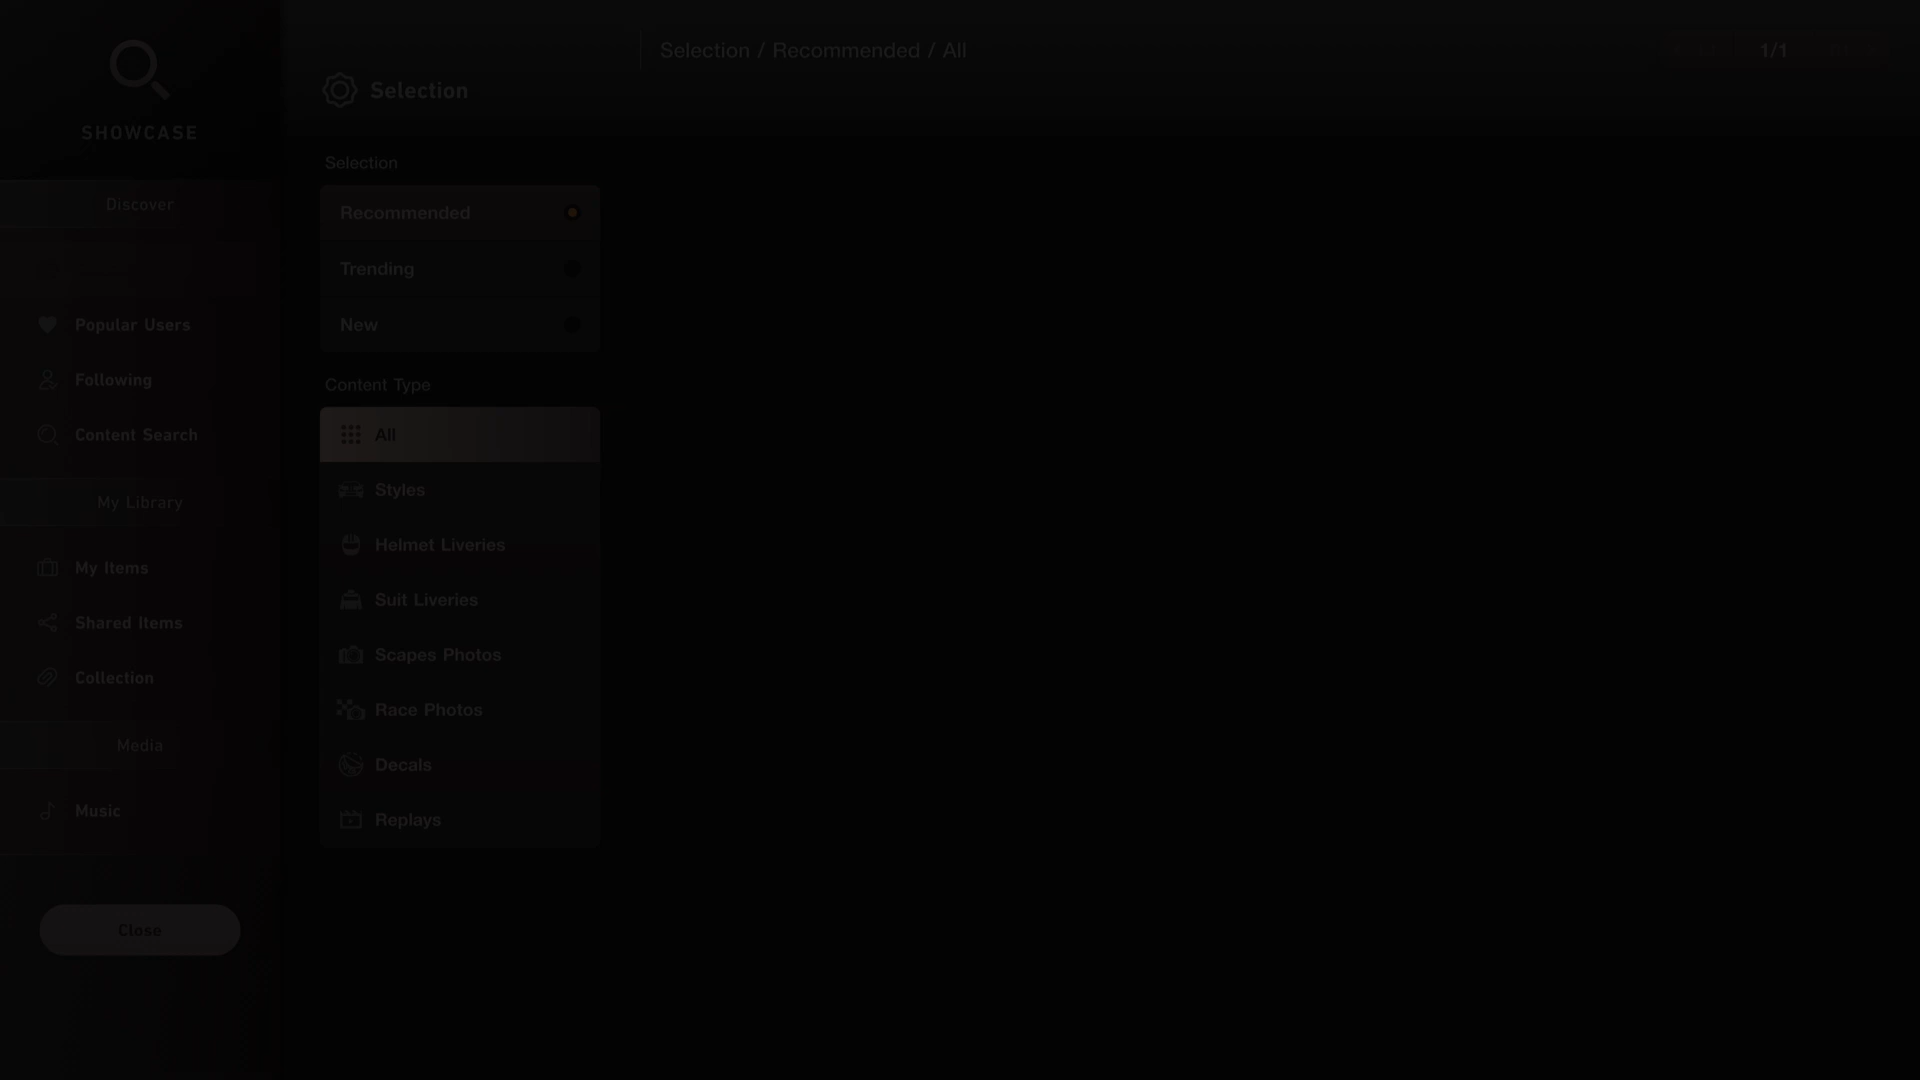 SHOWCASE
Discover
Popular Users
Following
Content Search
My Library
My Items
Shared Items
Collection
Media
Music
Close
Selection / Recommended / All
1/1
Selection
Selection
Recommended
Trending
New
Content Type
All
Styles
Helmet Liveries
Suit Liveries
Scapes Photos
Race Photos
Decals
Replays